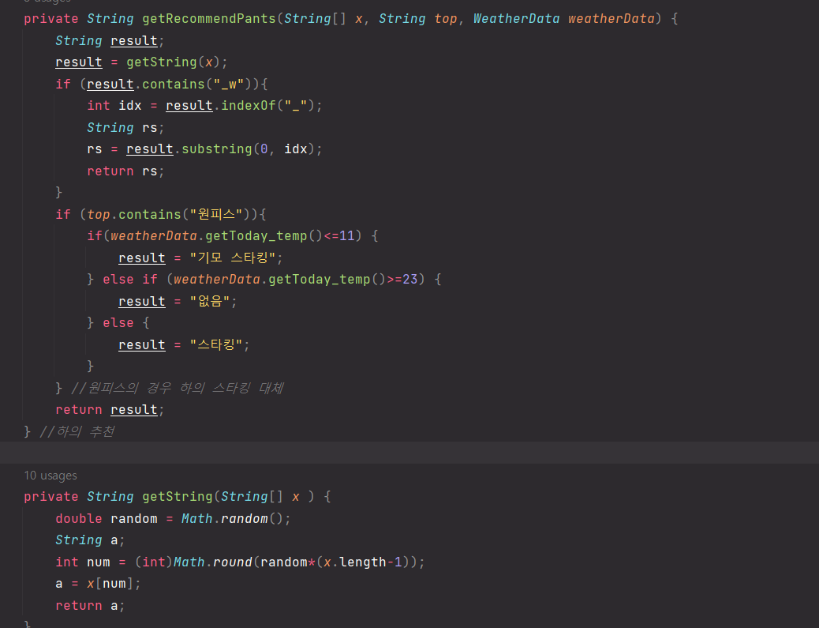 private String getRecommendPants(String[] x, String top, WeatherData weatherData) {
String result;
result = getString(x);
if (result.contains("_w")){
int idx = result.indexOf("_");
String rs;
rs = result.substring(0, idx);
return rs;
}
if (top.contains("원피스")){
if(weatherData.getToday_temp()<=11) {
result = "기모 스타킹";
} else if (weatherData.getToday_temp()>=23) {
result = "없음";
} else {
result = "스타킹";
}
} //원피스의 경우 하의 스타킹 대체
return result;
} //하의 추천
10 usages
private String getString(String[] x ) {
double random = Math.random();
String a;
int num = (int)Math.round(random*(x.length-1));
a = x[num];
return a;
}